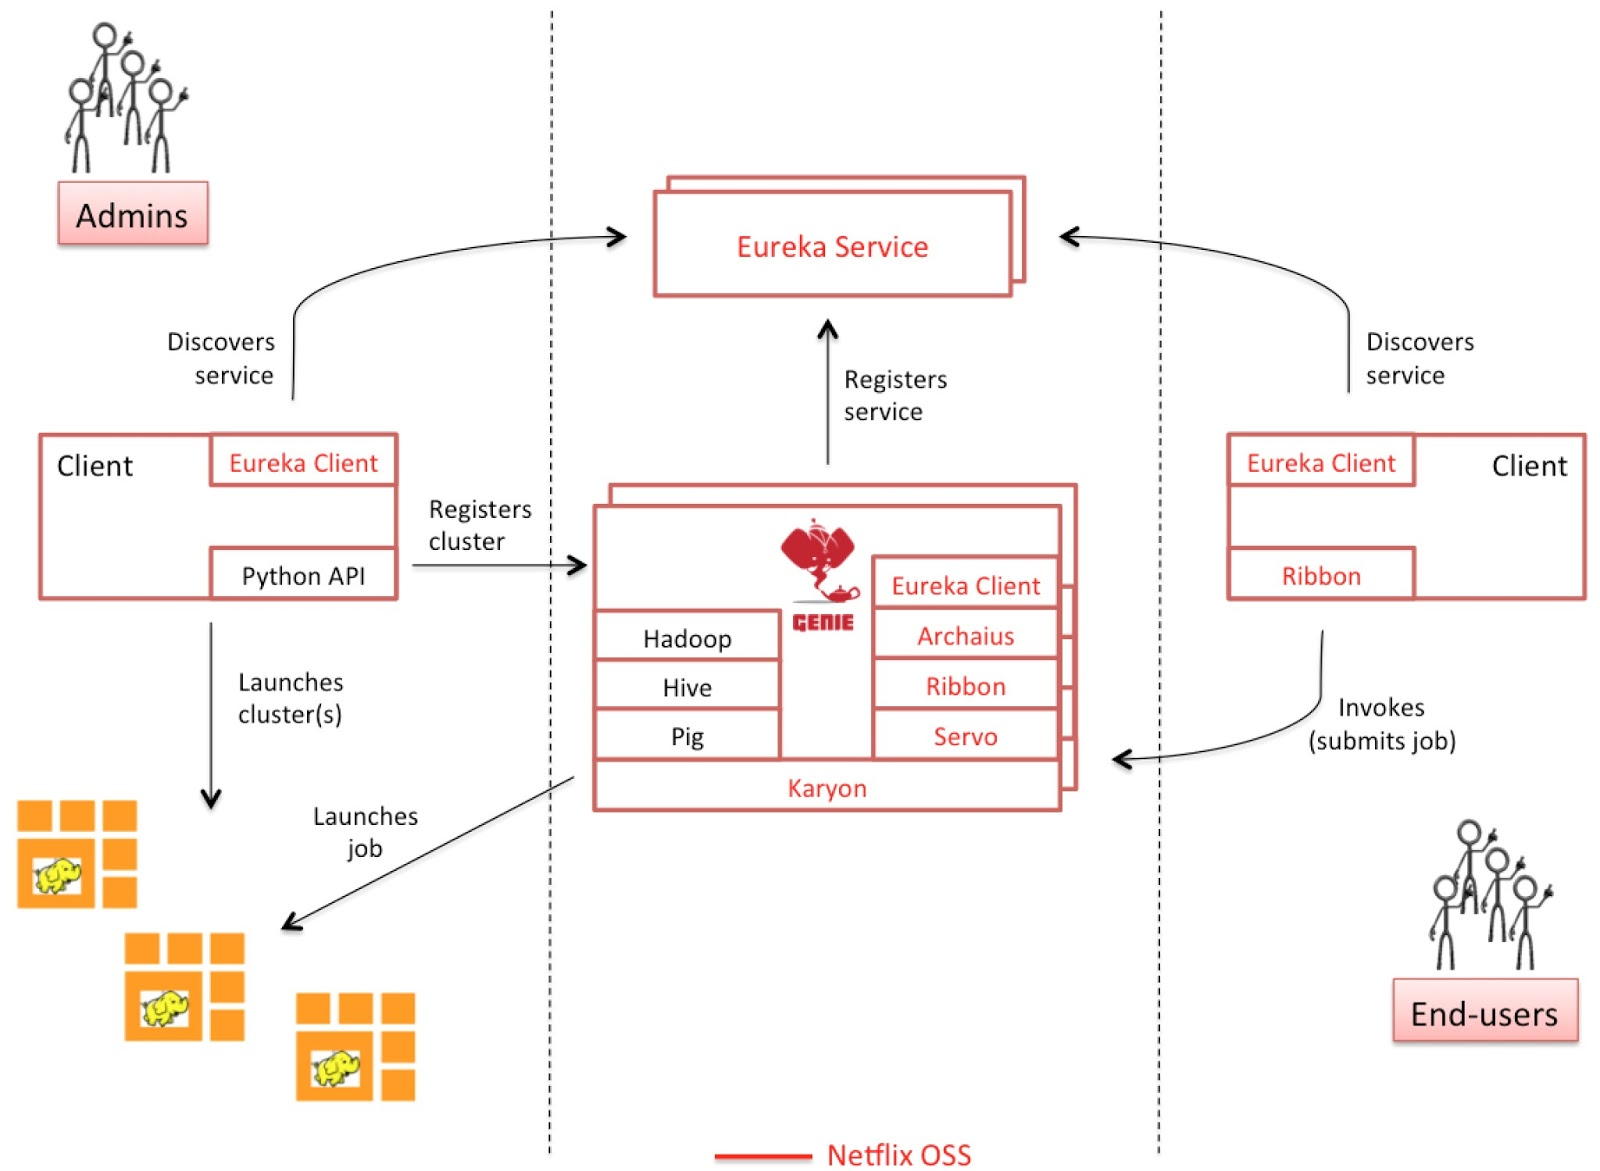 Admins
Eureka Service
Discovers
service
Registers
service
Discovers
service
Client
Eureka Client
Python API
Registers
cluster
Eureka Client
Client
Ribbon
GENIE
Hadoop
Hive
Pig
Eureka Client
Archaius
Ribbon
Servo
Karyon
Launches
cluster(s)
Invokes
(submits job)
Launches
job
End-users
Netflix OSS